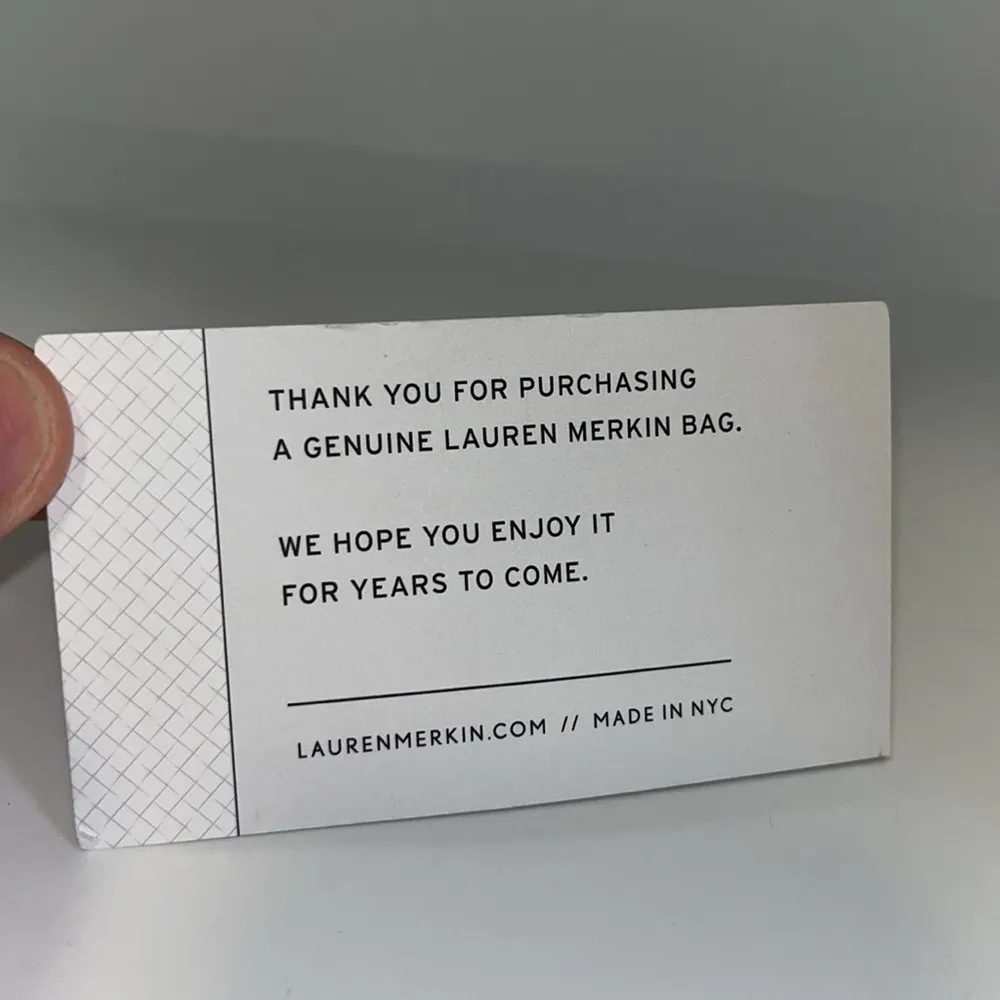 THANK YOU FOR PURCHASING
A GENUINE LAUREN MERKIN BAG.
WE HOPE YOU ENJOY IT
FOR YEARS TO COME.
LAURENMERKIN.COM // MADE IN NYC